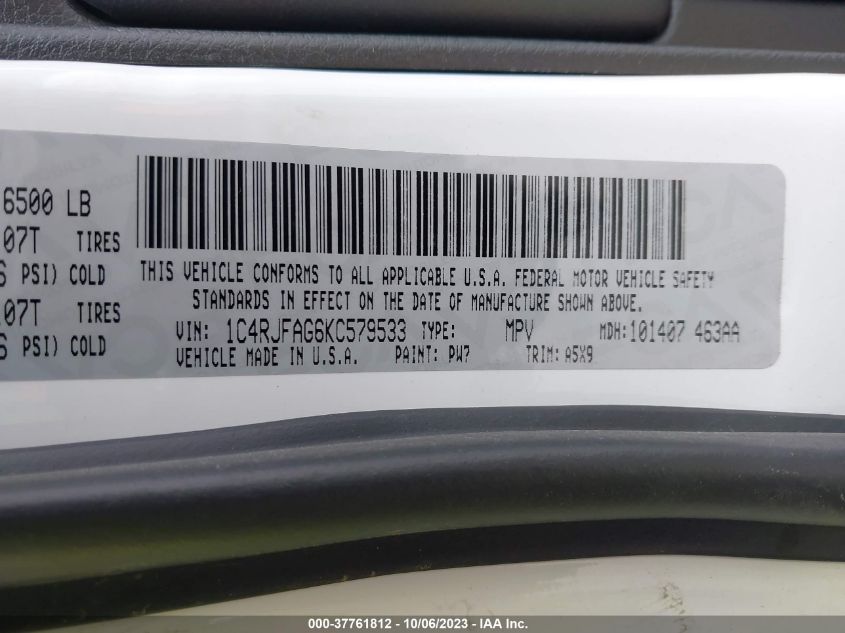 6500 LB
07T TIRES
PSI) COLD
07T TIRES
PSI) COLD
THIS VEHICLE CONFORMS TO ALL APPLICABLE U.S.A. FEDERAL MOTOR VEHICLE SAFETY
STANDARDS IN EFFECT ON THE DATE OF MANUFACTURE SHOWN ABOVE.
VIN: 1C4RJFAG6KC579533 TYPE: MPV MDH:101407 463AA
VEHICLE MADE IN U.S.A. PAINT: PW7 TRIM: A5X9
000-37761812 - 10/06/2023 - IAA Inc.